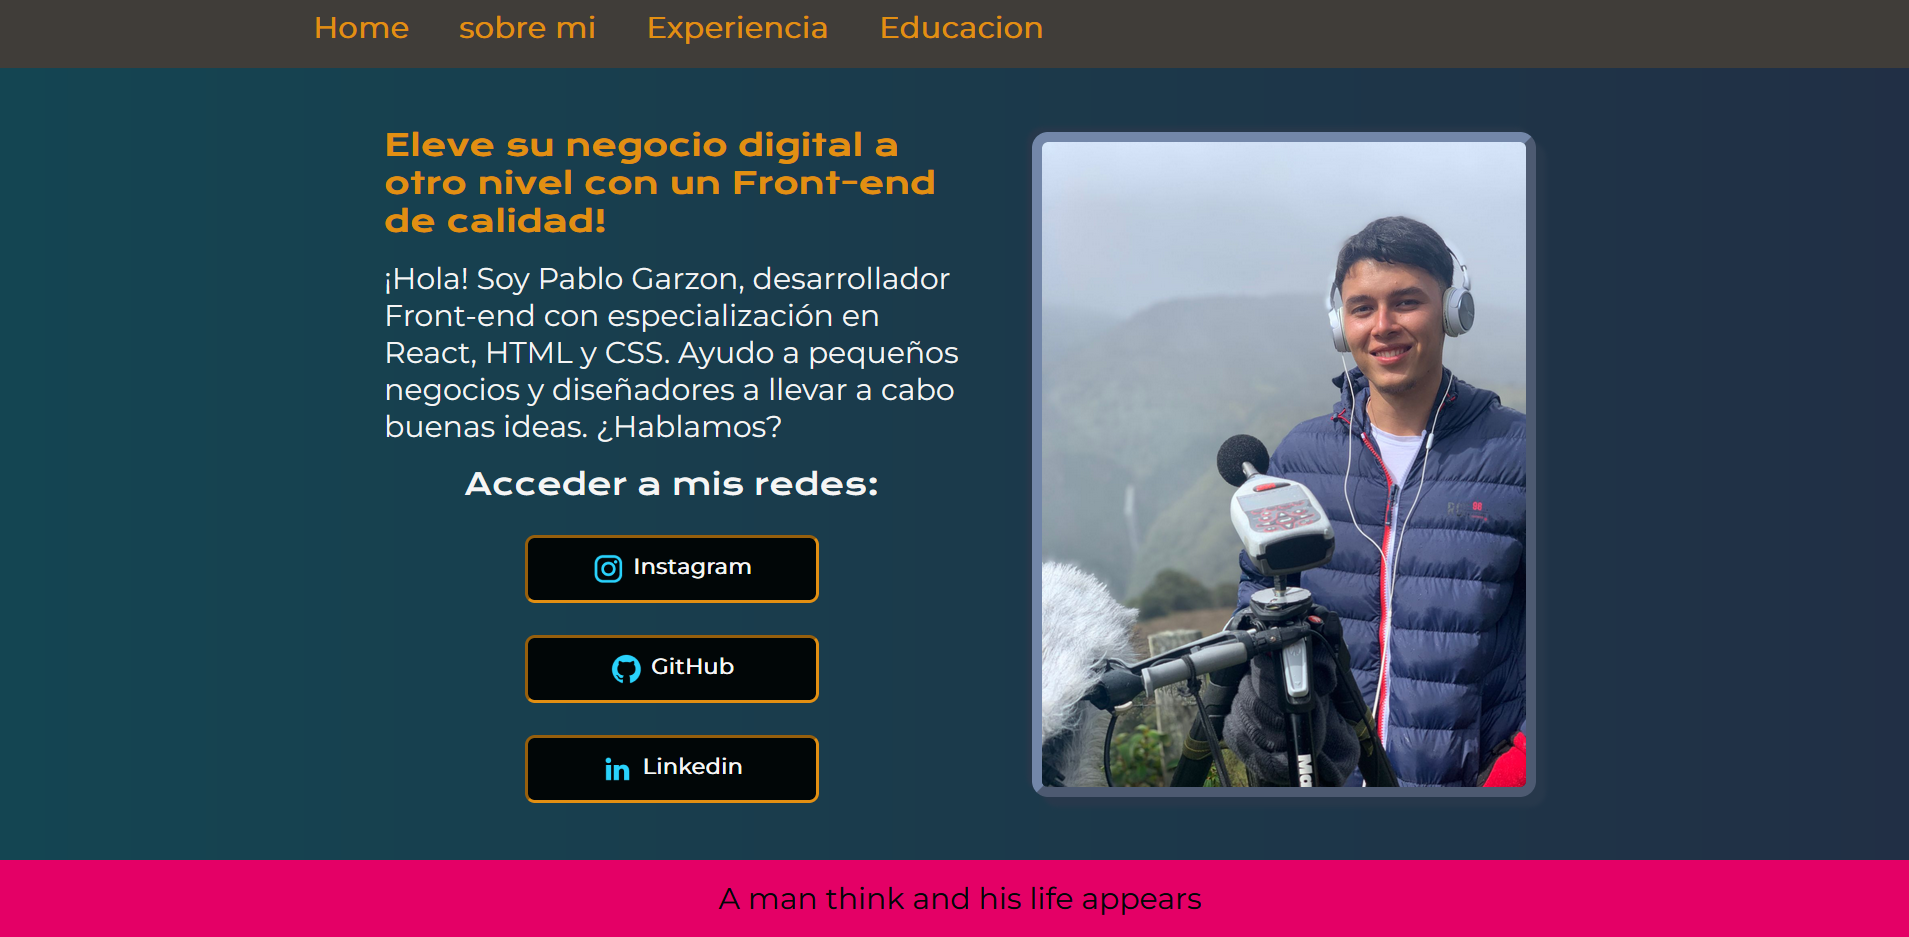 Home sobre mi Experiencia Educacion
Eleve su negocio digital a
otro nivel con un Front-end
de calidad!
¡Hola! Soy Pablo Garzon, desarrollador
Front-end con especialización en
React, HTML y CSS. Ayudo a pequeños
negocios y diseñadores a llevar a cabo
buenas ideas. ¿Hablamos?
Acceder a mis redes:
Instagram
GitHub
Linkedin
A man think and his life appears